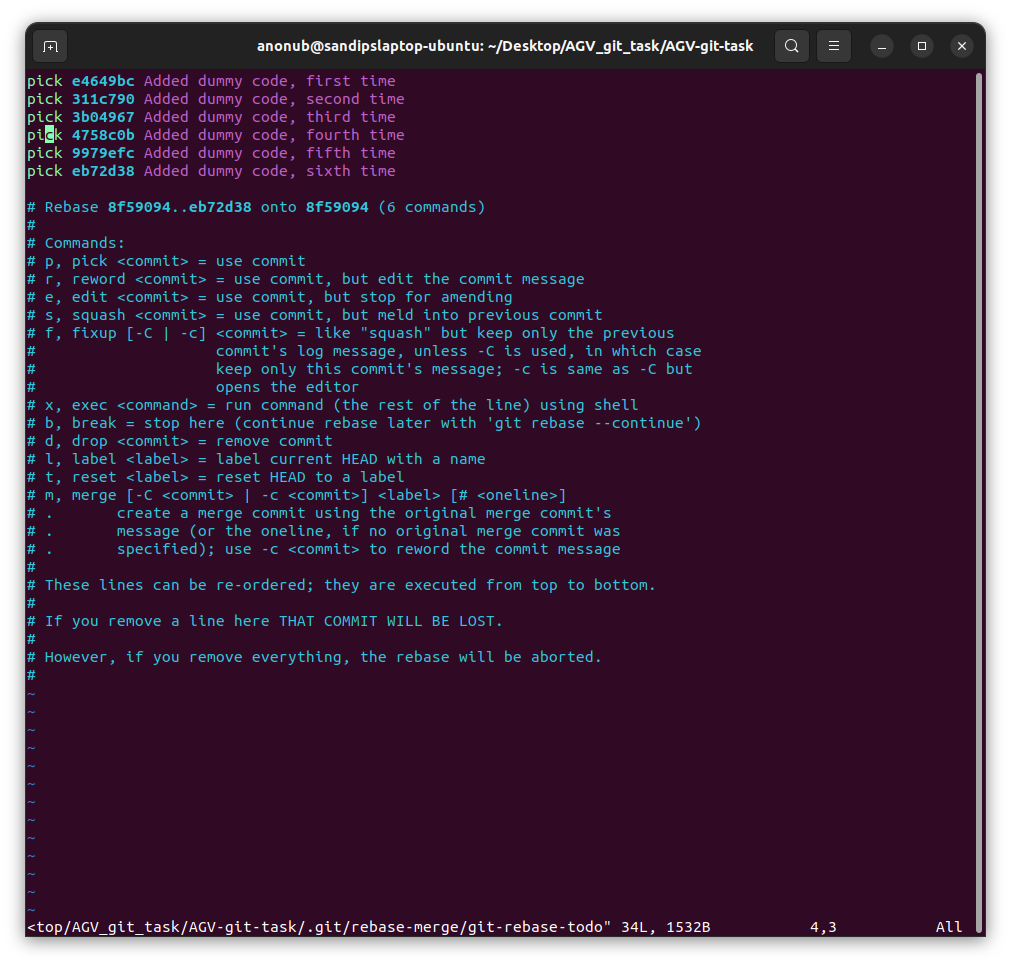 anonub@sandipslaptop-ubuntu: ~/Desktop/AGV_git_task/AGV-git-task
pick e4649bc Added dummy code, first time
pick 311c790 Added dummy code, second time
pick 3b04967 Added dummy code, third time
pick 4758c0b Added dummy code, fourth time
pick 9979efc Added dummy code, fifth time
pick eb72d38 Added dummy code, sixth time

# Rebase 8f59094..eb72d38 onto 8f59094 (6 commands)
#
# Commands:
# p, pick <commit> = use commit
# r, reword <commit> = use commit, but edit the commit message
# e, edit <commit> = use commit, but stop for amending
# s, squash <commit> = use commit, but meld into previous commit
# f, fixup [-C | -c] <commit> = like "squash" but keep only the previous
#                    commit's log message, unless -C is used, in which case
#                    keep only this commit's message; -c is same as -C but
#                    opens the editor
# x, exec <command> = run command (the rest of the line) using shell
# b, break = stop here (continue rebase later with 'git rebase --continue')
# d, drop <commit> = remove commit
# l, label <label> = label current HEAD with a name
# t, reset <label> = reset HEAD to a label
# m, merge [-C <commit> | -c <commit>] <label> [# <oneline>]
# .       create a merge commit using the original merge commit's
# .       message (or the oneline, if no original merge commit was
# .       specified); use -c <commit> to reword the commit message
#
# These lines can be re-ordered; they are executed from top to bottom.
#
# If you remove a line here THAT COMMIT WILL BE LOST.
#
# However, if you remove everything, the rebase will be aborted.
#
~
~
~
~
~
~
~
~
~
~
~
~
~
<top/AGV_git_task/AGV-git-task/.git/rebase-merge/git-rebase-todo" 34L, 1532B 4,3 All